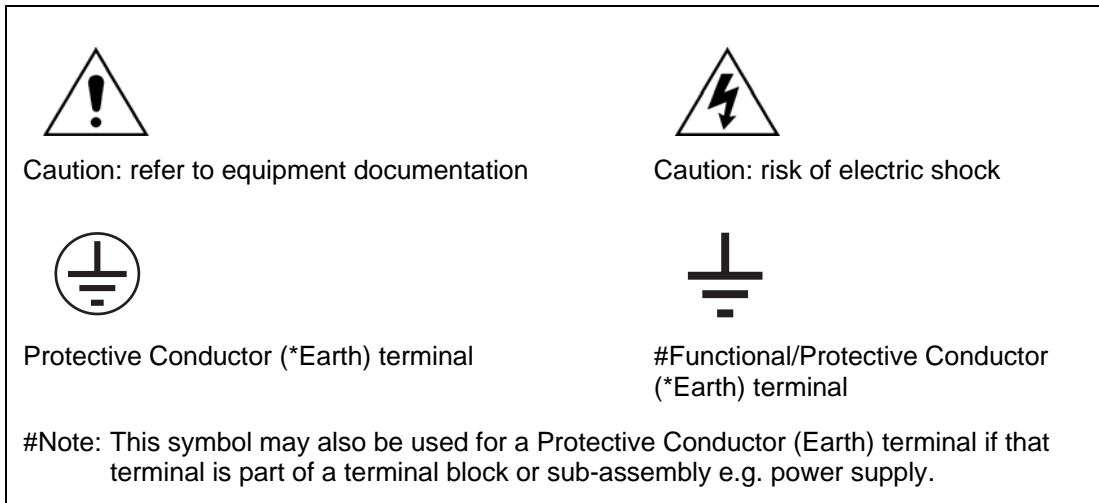 Caution: refer to equipment documentation
Caution: risk of electric shock
Protective Conductor (*Earth) terminal
#Functional/Protective Conductor
(*Earth) terminal
#Note: This symbol may also be used for a Protective Conductor (Earth) terminal if that
terminal is part of a terminal block or sub-assembly e.g. power supply.